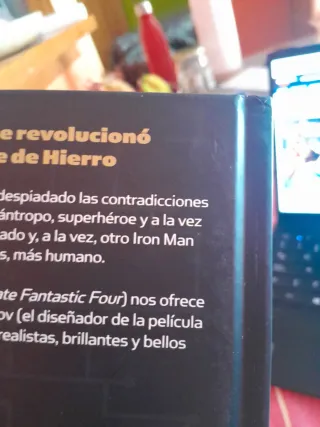 e revolucionó
e de Hierro
despiadado las contradicciones
ántropo, superhéroe y a la vez
ado y, a la vez, otro Iron Man
s, más humano.
ate Fantastic Four) nos ofrece
ov (el diseñador de la película
realistas, brillantes y bellos